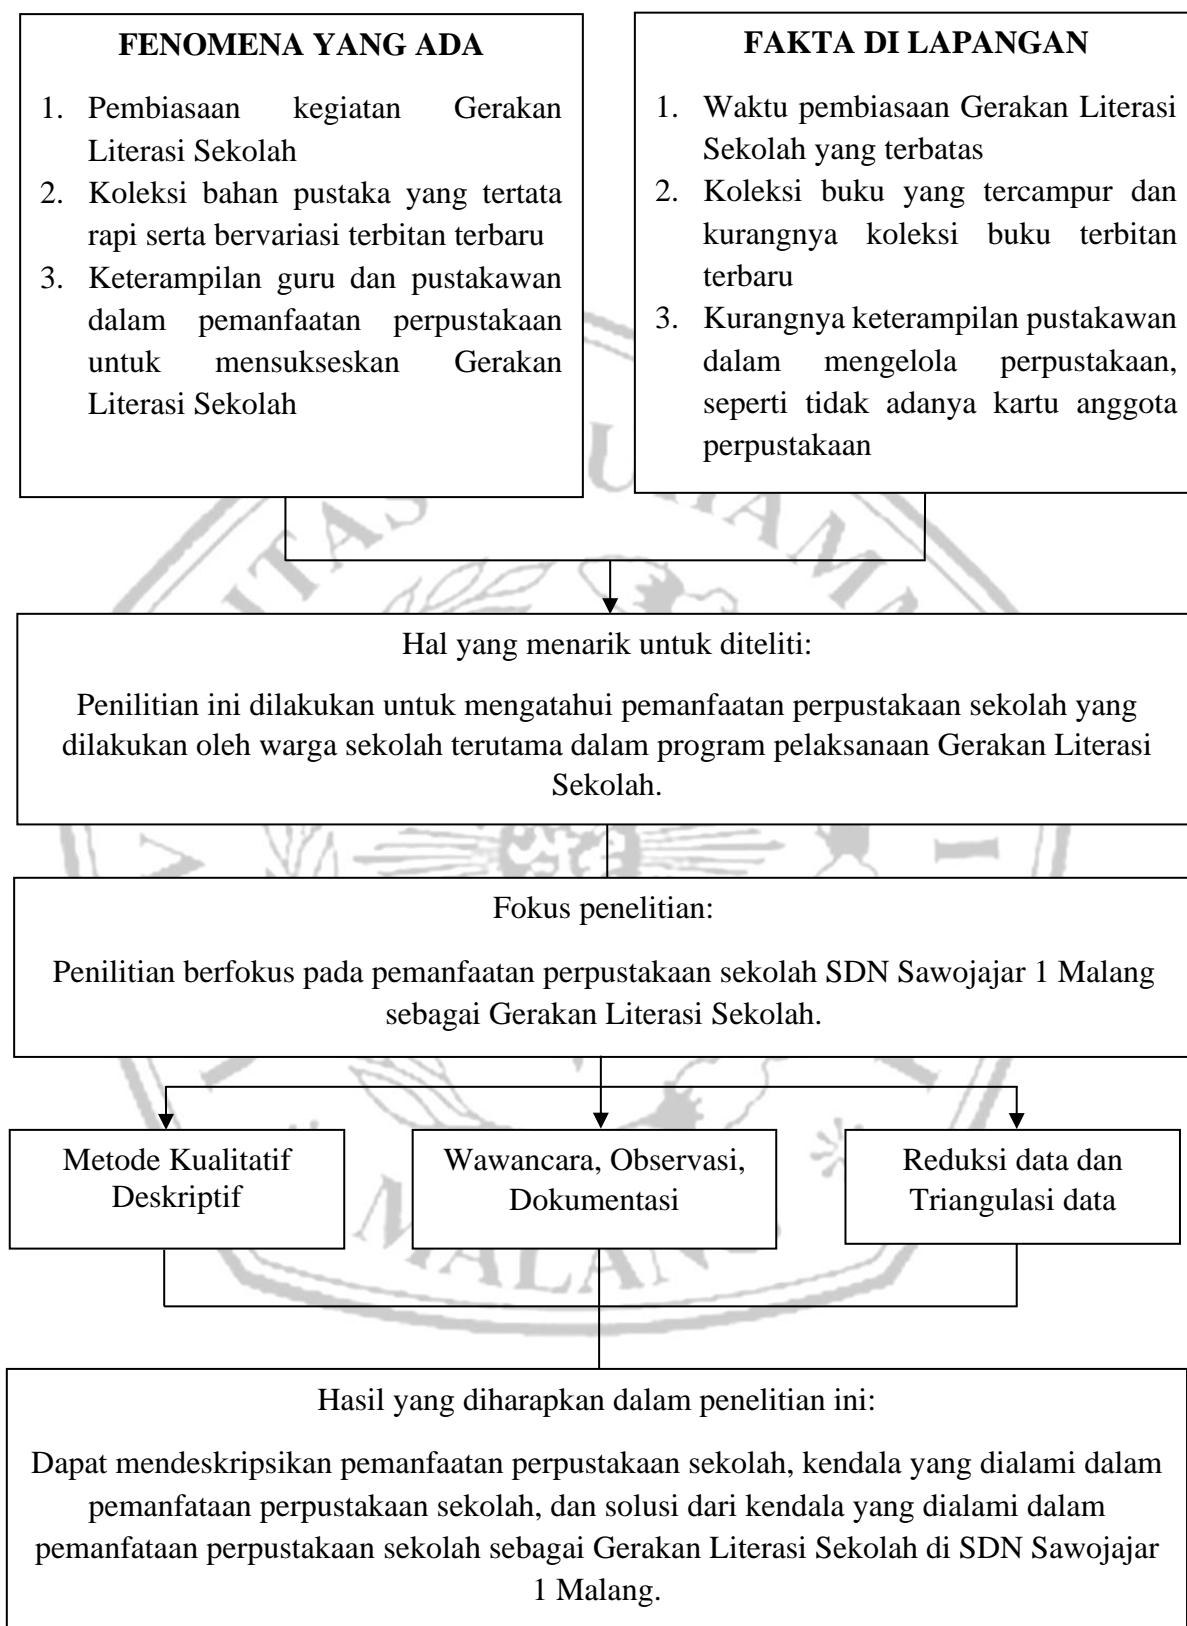 FENOMENA YANG ADA
1. Pembiasaan kegiatan Gerakan
Literasi Sekolah
2. Koleksi bahan pustaka yang tertata
rapi serta bervariasi terbitan terbaru
3. Keterampilan guru dan pustakawan
dalam pemanfaatan perpustakaan
untuk mensukseskan Gerakan
Literasi Sekolah
FAKTA DI LAPANGAN
1. Waktu pembiasaan Gerakan Literasi
Sekolah yang terbatas
2. Koleksi buku yang tercampur dan
kurangnya koleksi buku terbitan
terbaru
3. Kurangnya keterampilan pustakawan
dalam mengelola perpustakaan,
seperti tidak adanya kartu anggota
perpustakaan
Hal yang menarik untuk diteliti:
Penilitian ini dilakukan untuk mengatahui pemanfaatan perpustakaan sekolah yang
dilakukan oleh warga sekolah terutama dalam program pelaksanaan Gerakan Literasi
Sekolah.
Fokus penelitian:
Penilitian berfokus pada pemanfaatan perpustakaan sekolah SDN Sawojajar 1 Malang
sebagai Gerakan Literasi Sekolah.
Metode Kualitatif
Deskriptif
Wawancara, Observasi,
Dokumentasi
Reduksi data dan
Triangulasi data
MALANG
Hasil yang diharapkan dalam penelitian ini:
Dapat mendeskripsikan pemanfaatan perpustakaan sekolah, kendala yang dialami dalam
pemanfataan perpustakaan sekolah, dan solusi dari kendala yang dialami dalam
pemanfataan perpustakaan sekolah sebagai Gerakan Literasi Sekolah di SDN Sawojajar
1 Malang.